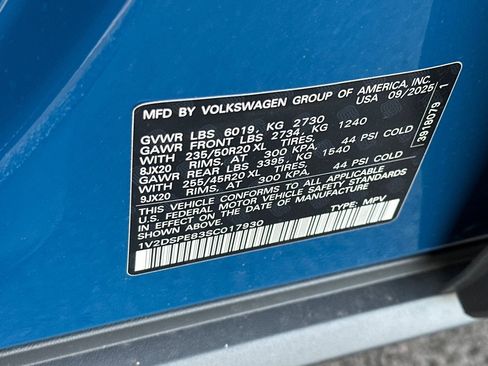 MFD BY VOLKSWAGEN GROUP OF AMERICA, INC.
USA 09/2025
GVWR LBS 6019, KG 2730
GAWR FRONT LBS 2734, KG 1240
WITH 235/50R20 XL TIRES,
8JX20 RIMS. AT 300 KPA. 44 PSI COLD
GAWR REAR LBS 3395, KG 1540
WITH 255/45R20 XL TIRES,
9JX20 RIMS. AT 300 KPA. 44 PSI COLD
THIS VEHICLE CONFORMS TO ALL APPLICABLE
U.S. FEDERAL MOTOR VEHICLE SAFETY STANDARDS
IN EFFECT ON THE DATE OF MANUFACTURE
SHOWN ABOVE.
1V2DSPE83SC017930 TYPE: MPV
3918073 1